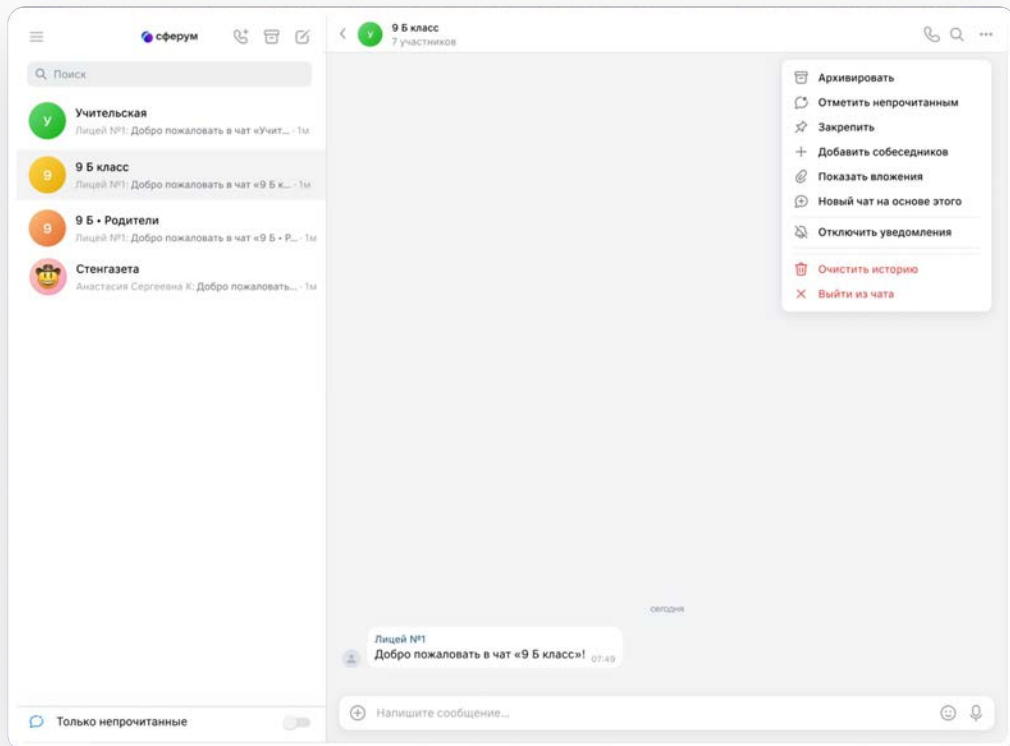 сферум
Поиск
У
Учительская
Лицей №1: Добро пожаловать в чат «Учит... · 1м
9
9 Б класс
Лицей №1: Добро пожаловать в чат «9 Б к... · 1м
9
9 Б • Родители
Лицей №1: Добро пожаловать в чат «9 Б • Р... · 1м
Стенгазета
Анастасия Сергеевна К: Добро пожаловать... · 1м
Только непрочитанные
У
9 Б класс
7 участников
Архивировать
Отметить непрочитанным
Закрепить
Добавить собеседников
Показать вложения
Новый чат на основе этого
Отключить уведомления
Очистить историю
Выйти из чата
сегодня
Лицей №1
Добро пожаловать в чат «9 Б класс»! 07:49
Напишите сообщение...